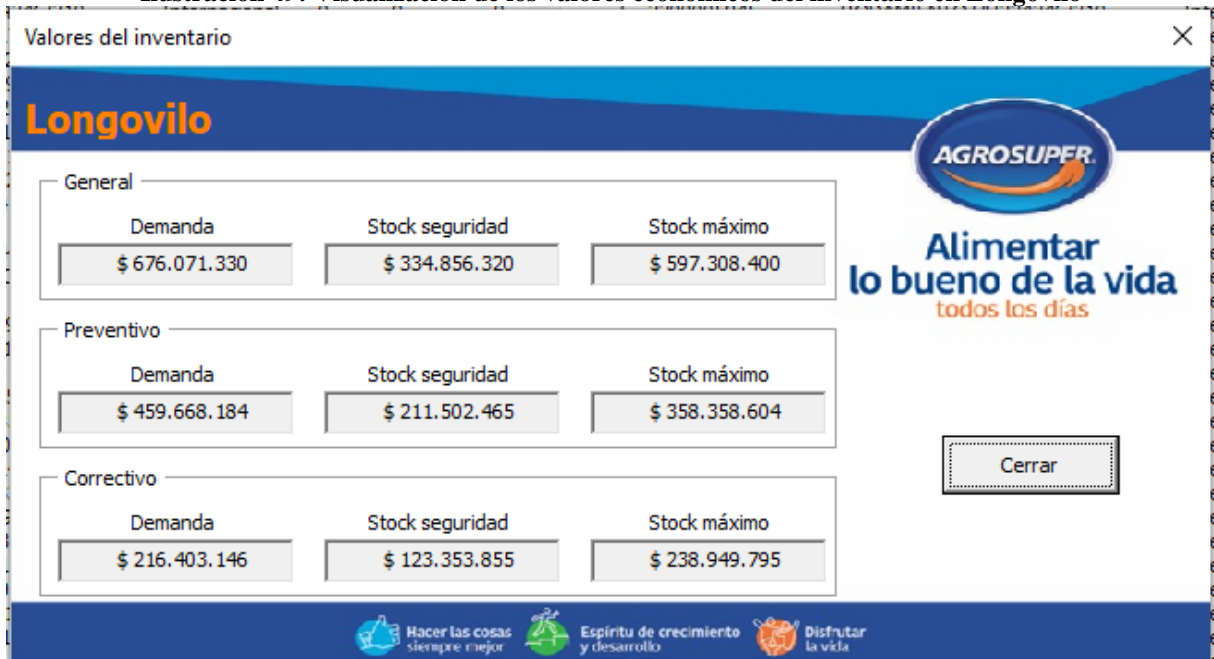 Valores del inventario
Longovilo
AGROSUPER
Alimentar
lo bueno de la vida
todos los días
General
Demanda Stock seguridad Stock máximo
$ 676.071.330 $ 334.856.320 $ 597.308.400
Preventivo
Demanda Stock seguridad Stock máximo
$ 459.668.184 $ 211.502.465 $ 358.358.604
Cerrar
Correctivo
Demanda Stock seguridad Stock máximo
$ 216.403.146 $ 123.353.855 $ 238.949.795
Hacer las cosas
siempre mejor
Espíritu de crecimiento
y desarrollo
Disfrutar
la vida